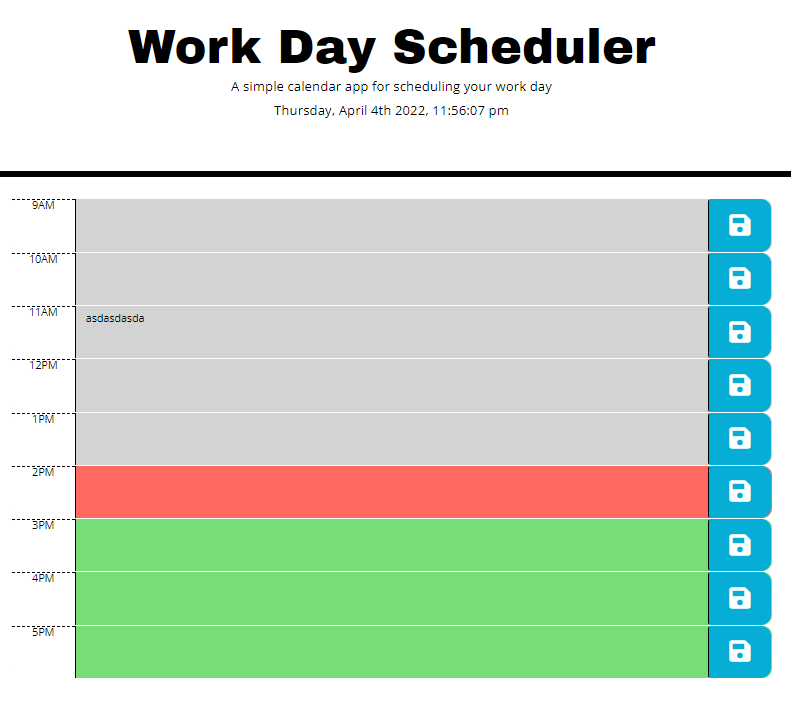 Work Day Scheduler
A simple calendar app for scheduling your work day
Thursday, April 4th 2022, 11:56:07 pm
9AM
10AM
11AM
asdasdasda
12PM
1PM
2PM
3PM
4PM
5PM